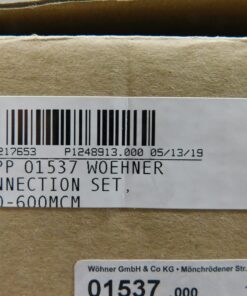 217653 P1248913.000 05/13/19
PP 01537 WOEHNER
NNECTION SET,
0-600MCM
Wöhner GmbH & Co KG • Mönchrödener Str.
01537 000